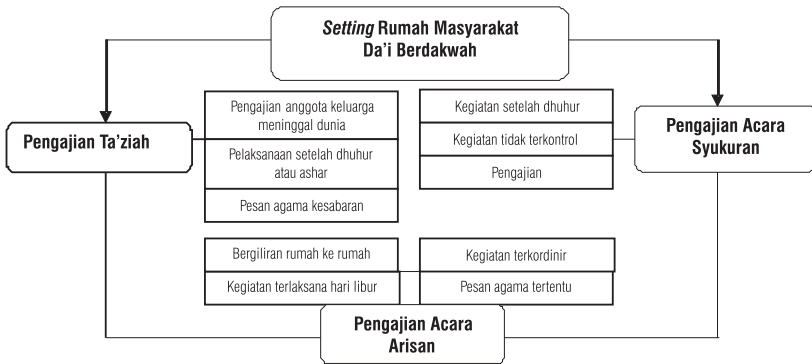 Setting Rumah Masyarakat
Da'i Berdakwah
Pengajian Ta'ziah
Pengajian anggota keluarga
meninggal dunia
Pelaksanaan setelah dhuhur
atau ashar
Pesan agama kesabaran
Kegiatan setelah dhuhur
Kegiatan tidak terkontrol
Pengajian
Pengajian Acara
Syukuran
Bergiliran rumah ke rumah
Kegiatan terlaksana hari libur
Kegiatan terkordinir
Pesan agama tertentu
Pengajian Acara
Arisan